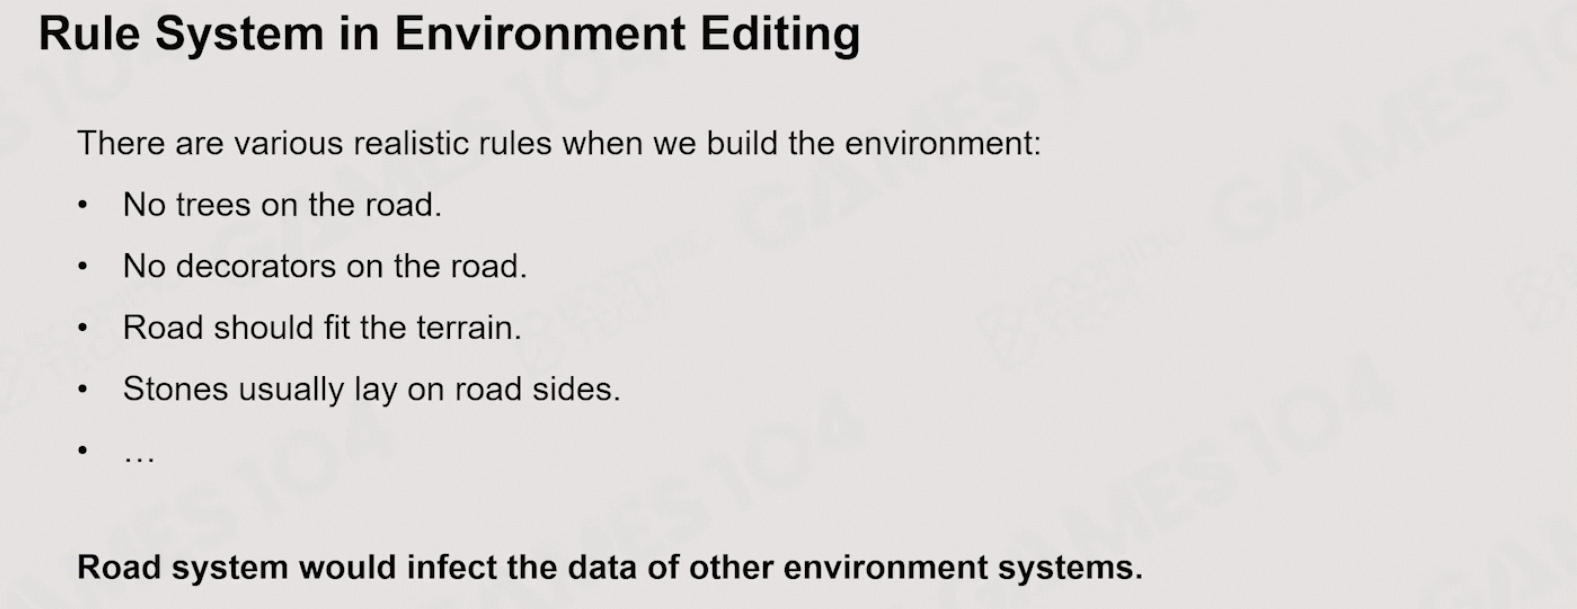 Rule System in Environment Editing
There are various realistic rules when we build the environment:
• No trees on the road.
• No decorators on the road.
• Road should fit the terrain.
• Stones usually lay on road sides.
• ...
Road system would infect the data of other environment systems.
GAMES 104